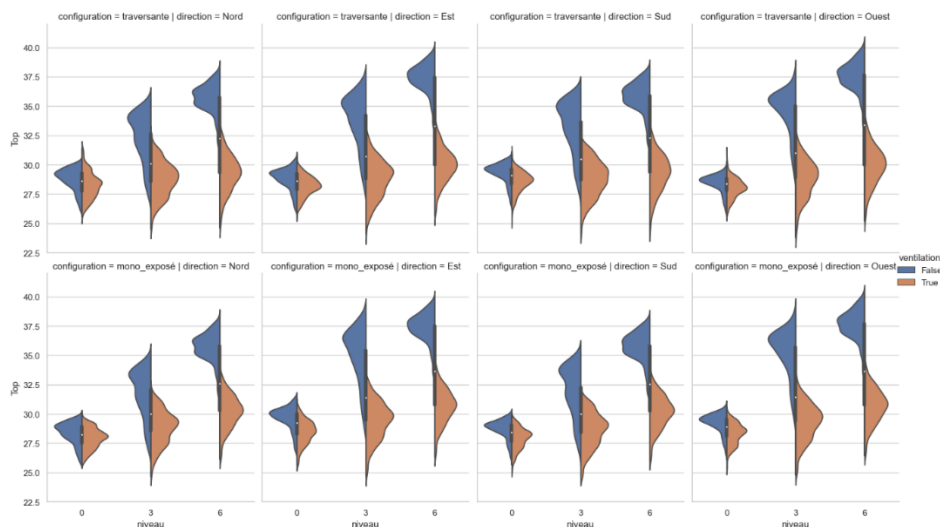 configuration = traversante | direction = Nord
configuration = traversante | direction = Est
configuration = traversante | direction = Sud
configuration = traversante | direction = Ouest
40.0
37.5
35.0
Top
32.5
30.0
27.5
25.0
22.5
configuration = mono_exposé | direction = Nord
configuration = mono_exposé | direction = Est
configuration = mono_exposé | direction = Sud
configuration = mono_exposé | direction = Ouest
ventilation
False
True
40.0
37.5
35.0
Top
32.5
30.0
27.5
25.0
22.5
0 3 6
0 3 6
0 3 6
0 3 6
niveau
niveau
niveau
niveau